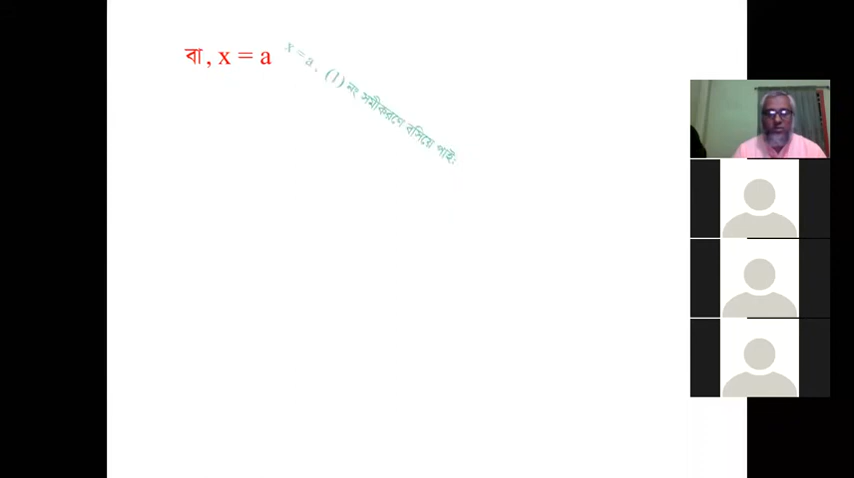 বা, x = a
x = a , (1) নং সমীকরণে বসিয়ে পাই: